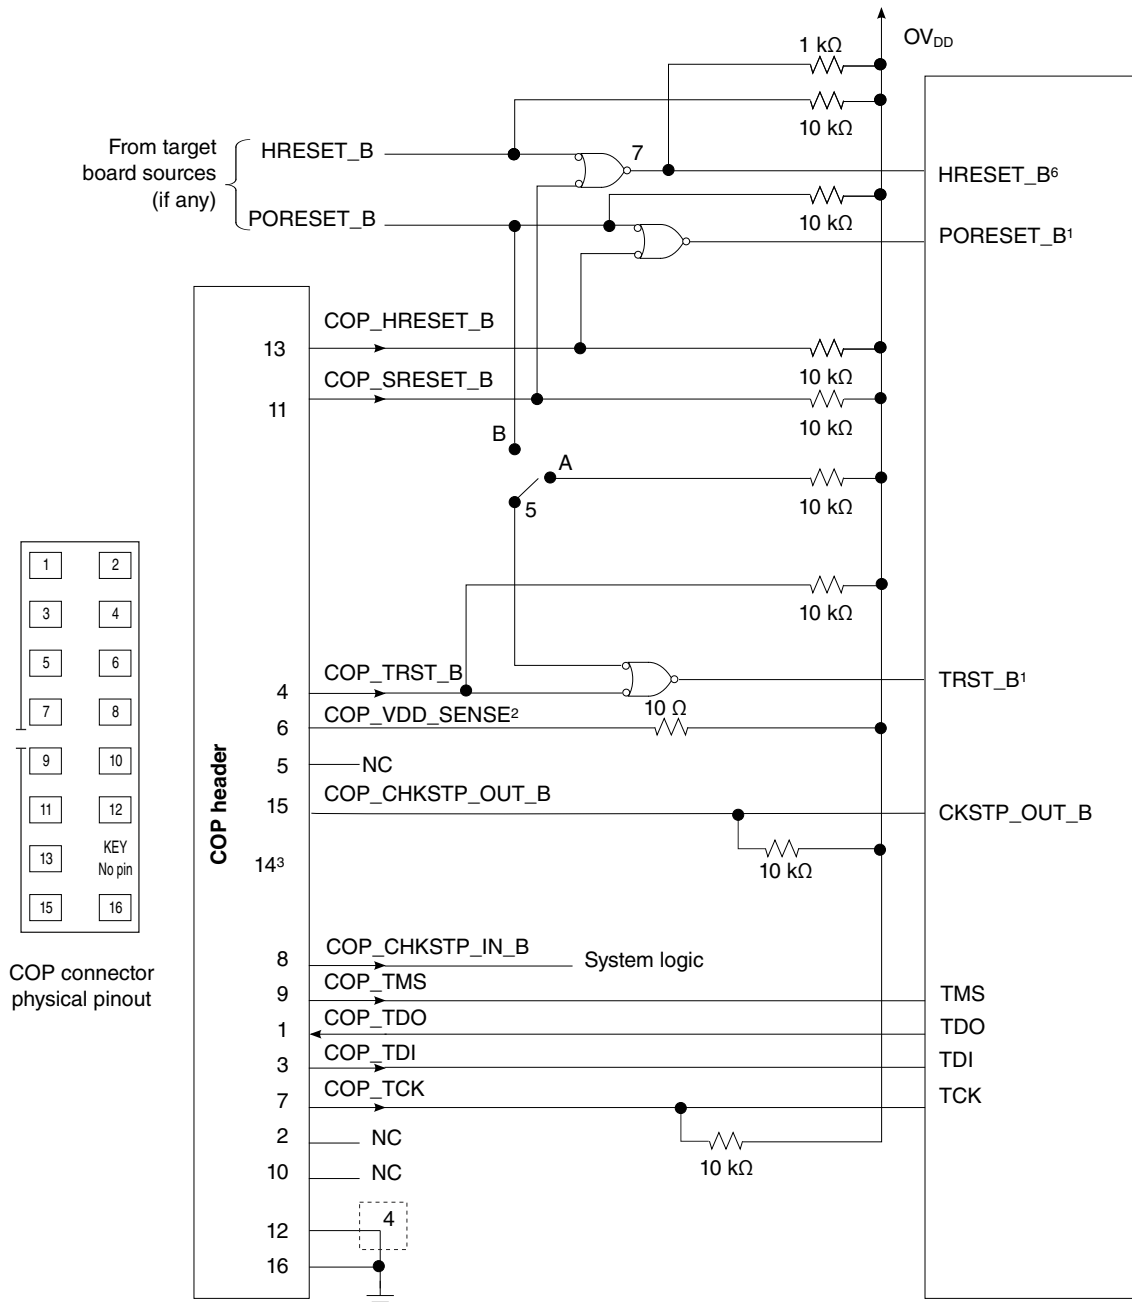 OVDD
1 kΩ
10 kΩ
From target
board sources
(if any)
HRESET_B
7
HRESET_B6
PORESET_B
10 kΩ
PORESET_B1
COP_HRESET_B
13
10 kΩ
COP_SRESET_B
11
10 kΩ
B
A
5
10 kΩ
10 kΩ
1
2
3
4
5
6
7
8
9
10
11
12
13
KEY
No pin
15
16
COP connector
physical pinout
COP header
COP_TRST_B
4
TRST_B1
10 Ω
COP_VDD_SENSE2
6
5
NC
COP_CHKSTP_OUT_B
15
CKSTP_OUT_B
143
10 kΩ
COP_CHKSTP_IN_B
8
System logic
COP_TMS
9
TMS
COP_TDO
1
TDO
COP_TDI
3
TDI
COP_TCK
7
TCK
2
NC
10 kΩ
10
NC
4
12
16